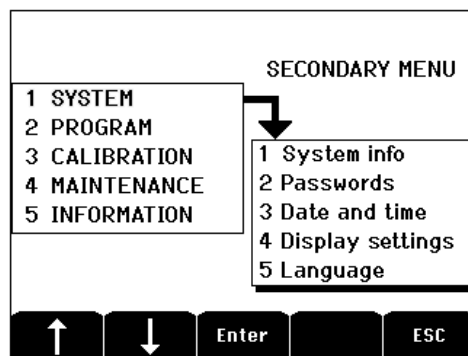 SECONDARY MENU
1 SYSTEM
2 PROGRAM
3 CALIBRATION
4 MAINTENANCE
5 INFORMATION
1 System info
2 Passwords
3 Date and time
4 Display settings
5 Language
Enter
ESC